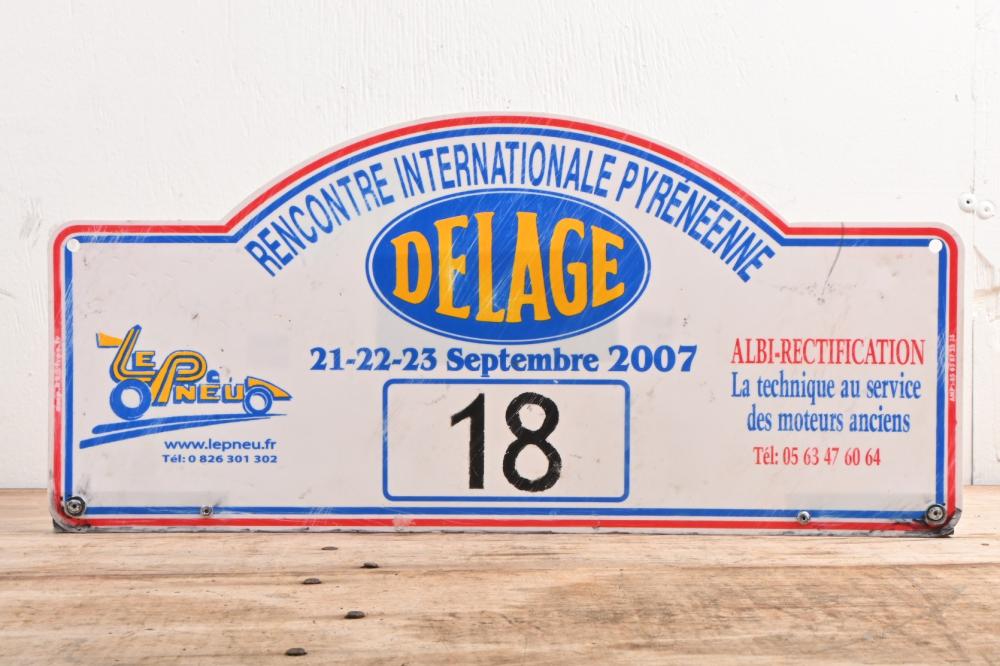 RENCONTRE INTERNATIONALE PYRÉNÉENNE
DELAGE
21-22-23 Septembre 2007
18
LE PNEU
www.lepneu.fr
Tél: 0 826 301 302
ALBI-RECTIFICATION
La technique au service
des moteurs anciens
Tél: 05 63 47 60 64